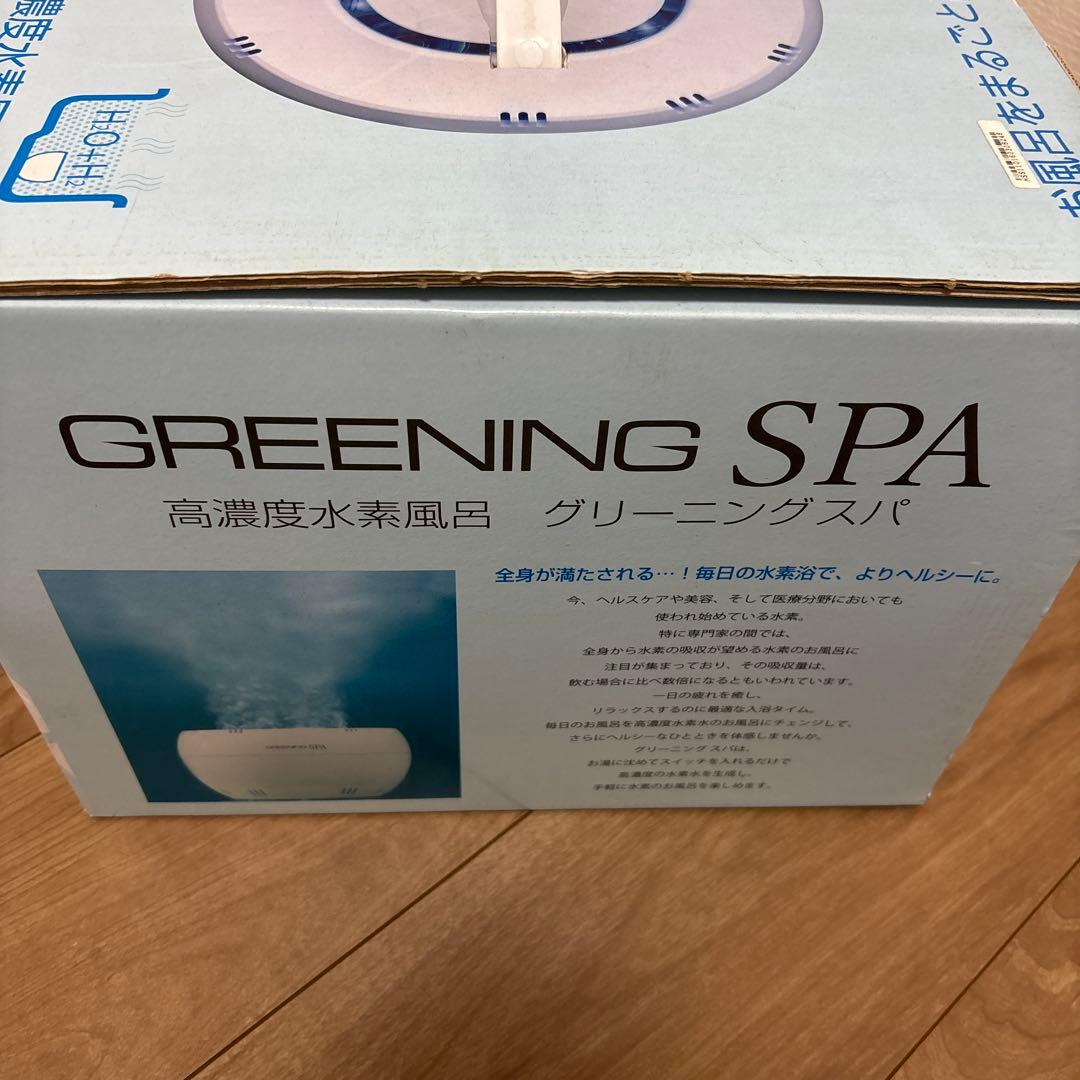 濃度水素風
H₂O+H₂
お風呂をまるごと
GREENING SPA
高濃度水素風呂 グリーニングスパ
全身が満たされる…！毎日の水素浴で、よりヘルシーに。
今、ヘルスケアや美容、そして医療分野においても
使われ始めている水素。
特に専門家の間では、
全身から水素の吸収が望める水素のお風呂に
注目が集まっており、その吸収量は、
飲む場合に比べ数倍になるともいわれています。
一日の疲れを癒し、
リラックスするのに最適な入浴タイム。
毎日のお風呂を高濃度水素水のお風呂にチェンジして、
さらにヘルシーなひとときを体感しませんか。
グリーニングスパは、
お湯に沈めてスイッチを入れるだけで
高濃度の水素水を生成し、
手軽に水素のお風呂を楽しめます。
GREENING SPA